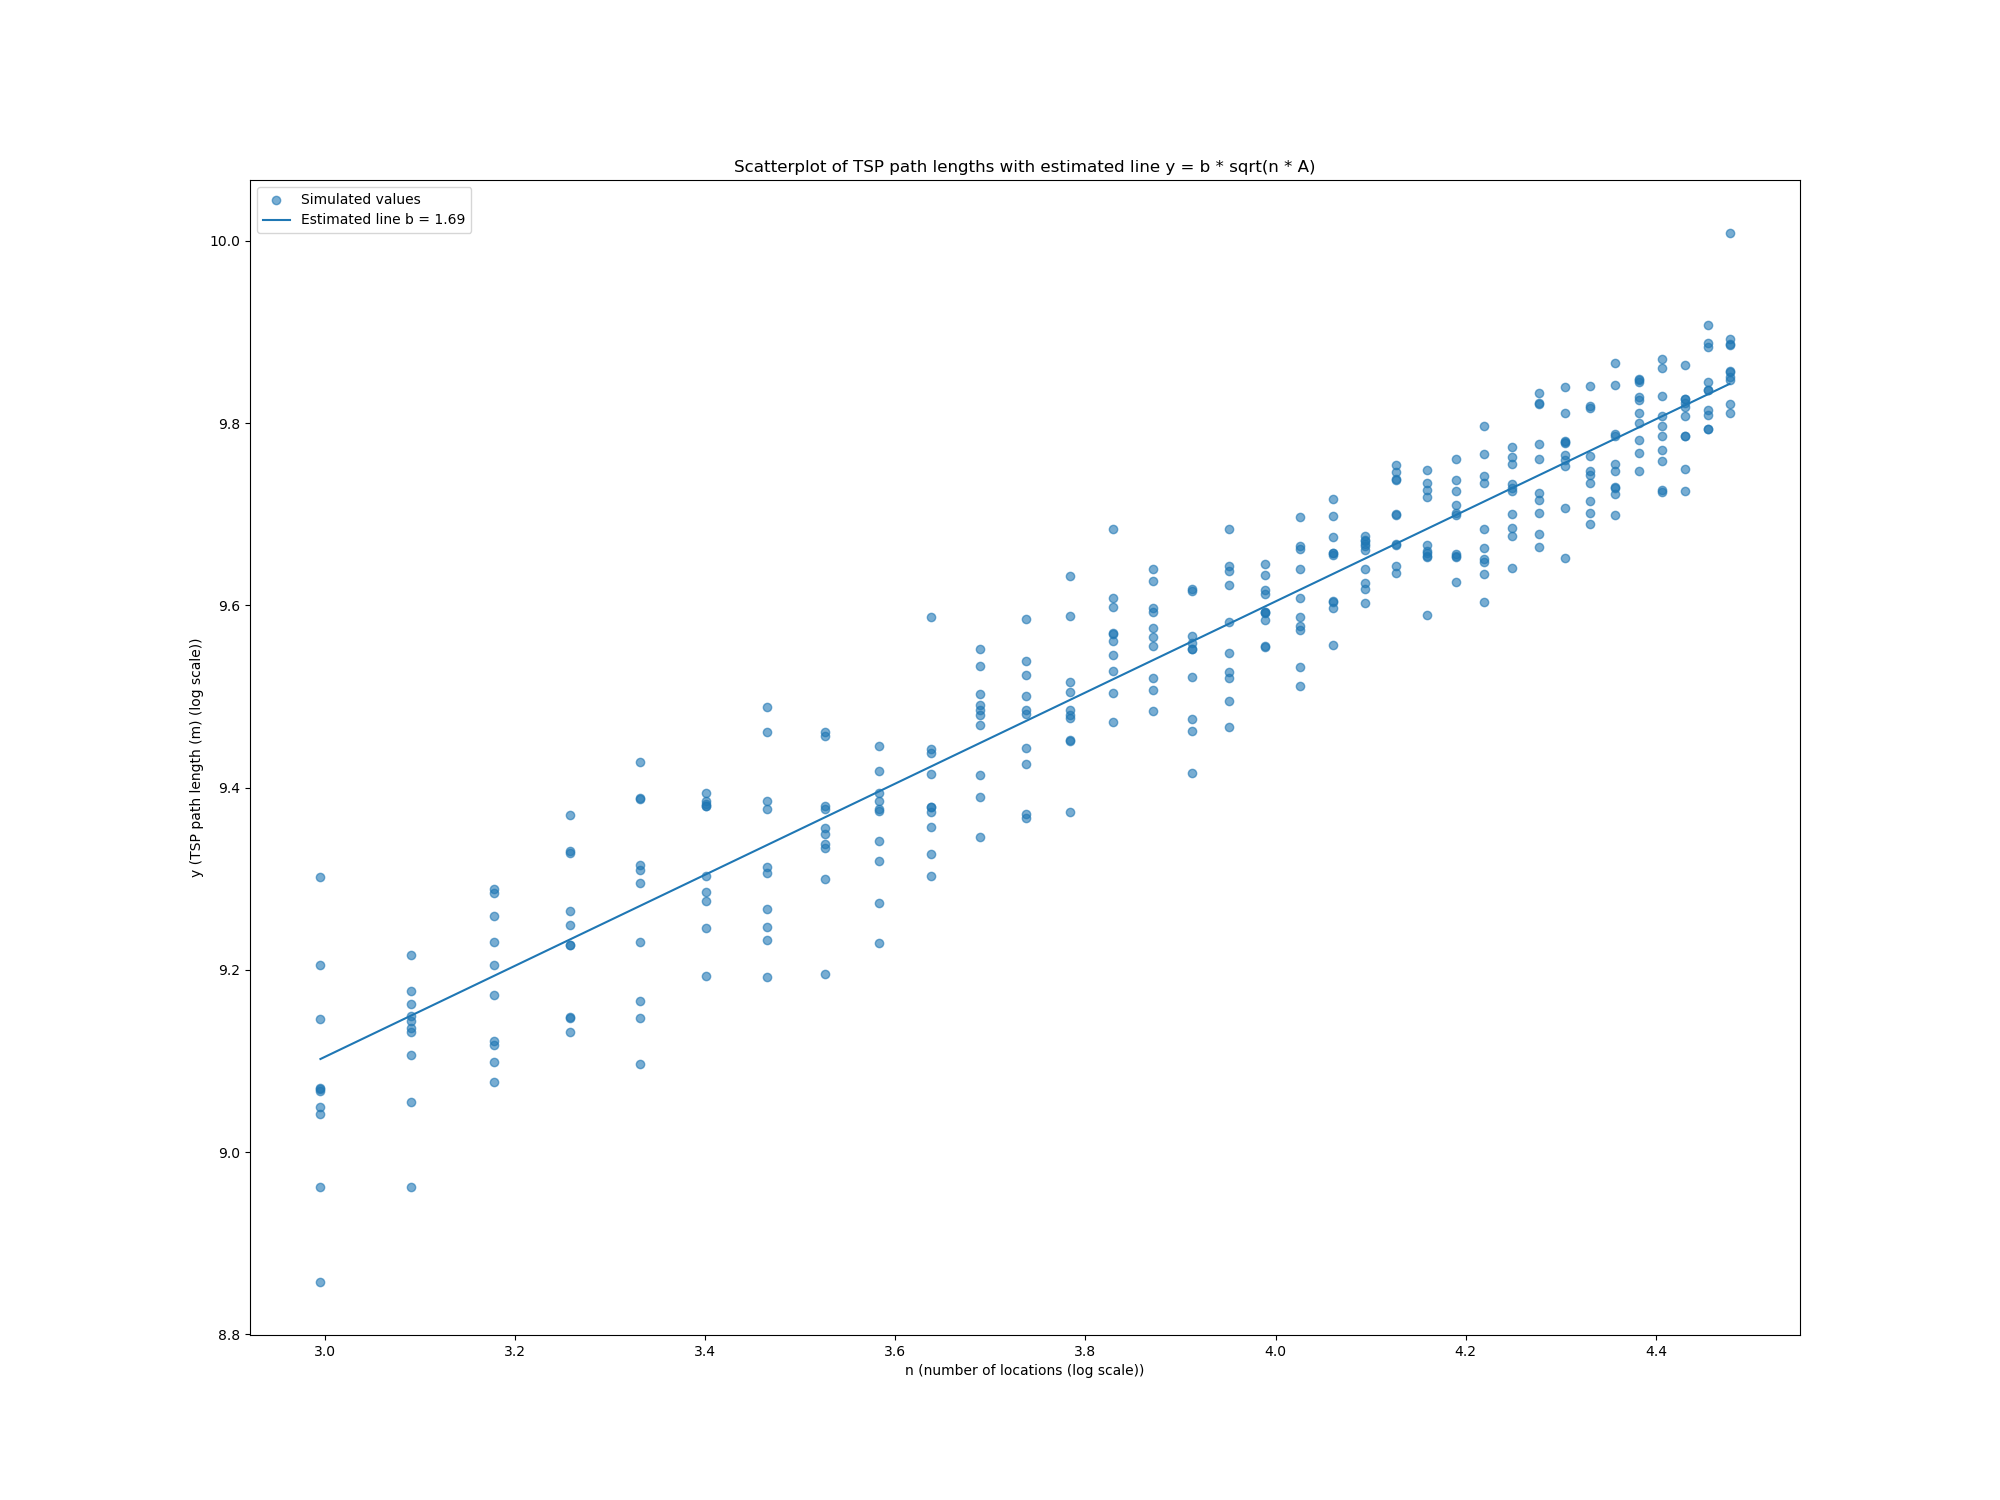 Scatterplot of TSP path lengths with estimated line y = b * sqrt(n * A)
Simulated values
Estimated line b = 1.69
10.0
9.8
9.6
9.4
9.2
9.0
8.8
y (TSP path length (m) (log scale))
3.0 3.2 3.4 3.6 3.8 4.0 4.2 4.4
n (number of locations (log scale))